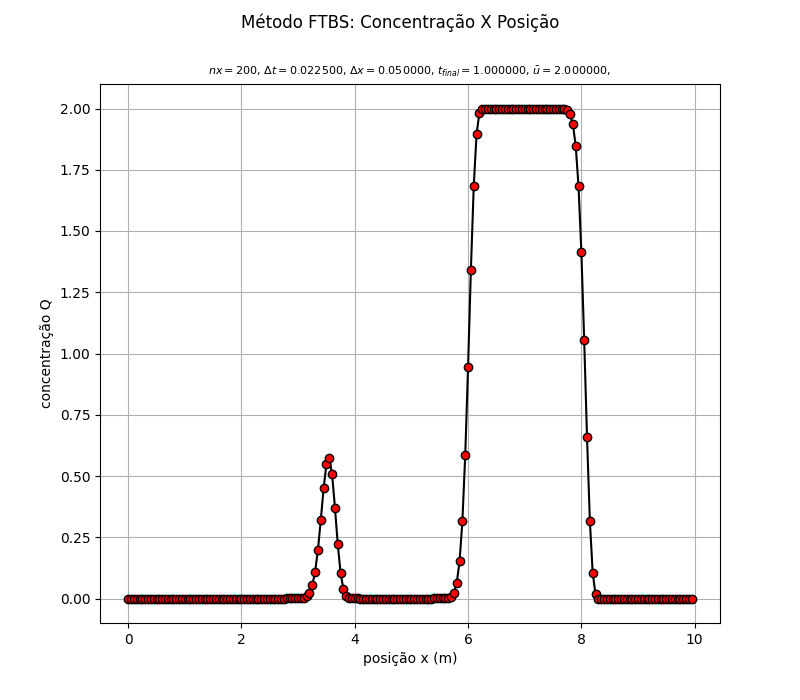 Método FTBS: Concentração X Posição
nx = 200, Δt = 0.022500, Δx = 0.050000, t_final = 1.000000, ū = 2.000000,
2.00
1.75
1.50
1.25
1.00
0.75
0.50
0.25
0.00
concentração Q
0 2 4 6 8 10
posição x (m)